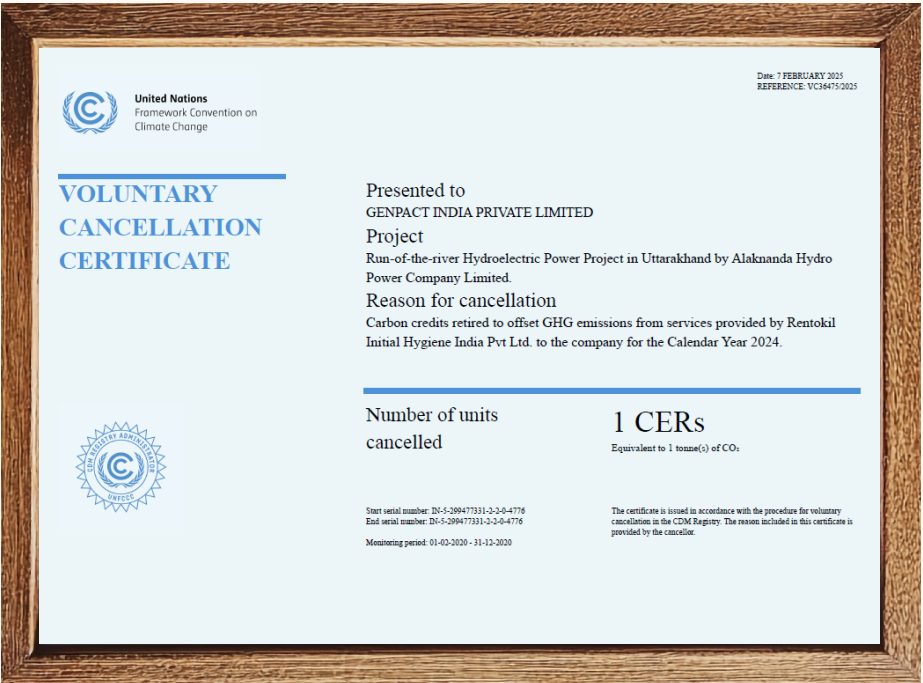 Date: 7 FEBRUARY 2025
REFERENCE: VC36475/2025
United Nations
Framework Convention on
Climate Change
VOLUNTARY
CANCELLATION
CERTIFICATE
Presented to
GENPACT INDIA PRIVATE LIMITED
Project
Run-of-the-river Hydroelectric Power Project in Uttarakhand by Alaknanda Hydro
Power Company Limited.
Reason for cancellation
Carbon credits retired to offset GHG emissions from services provided by Rentokil
Initial Hygiene India Pvt Ltd. to the company for the Calendar Year 2024.
Number of units
cancelled
1 CERs
Equivalent to 1 tonne(s) of CO₂
CDM REGISTRY ADMINISTRATOR
UNFCCC
Start serial number: IN-5-299477331-2-2-0-4776
End serial number: IN-5-299477331-2-2-0-4776
Monitoring period: 01-02-2020 - 31-12-2020
The certificate is issued in accordance with the procedure for voluntary
cancellation in the CDM Registry. The reason included in this certificate is
provided by the cancellor.